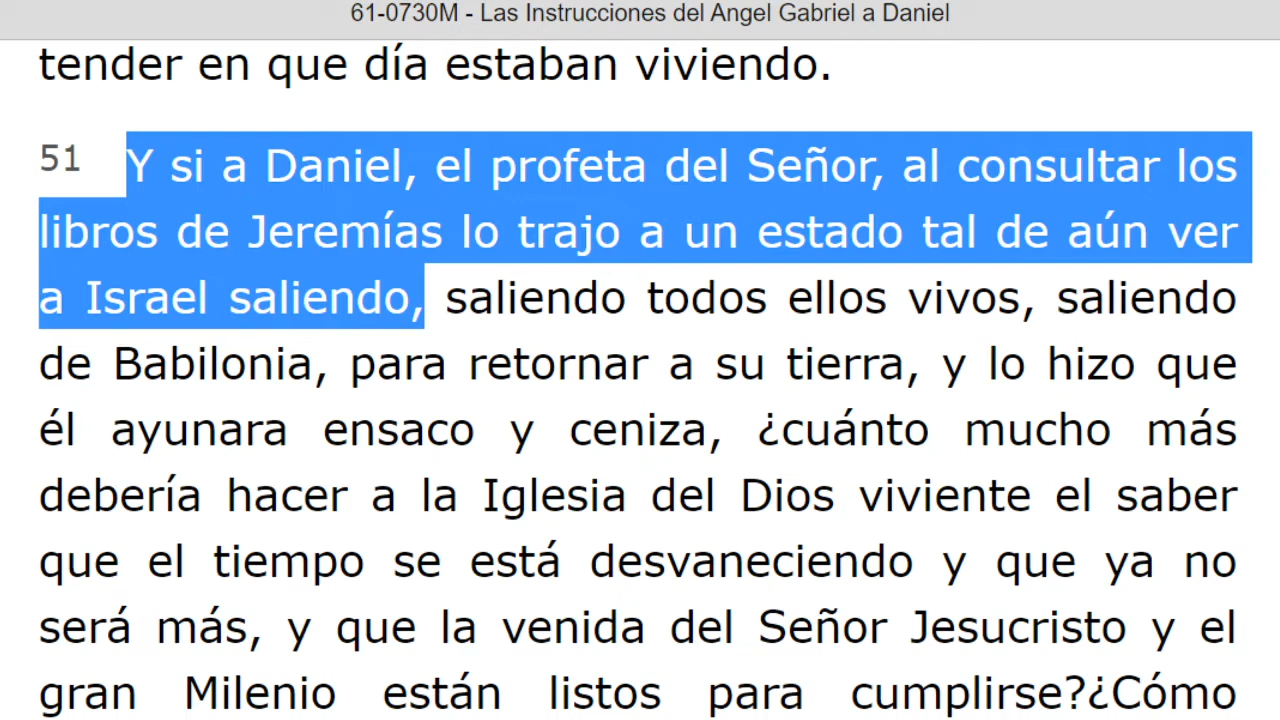 61-0730M - Las Instrucciones del Angel Gabriel a Daniel
tender en que día estaban viviendo.
51 Y si a Daniel, el profeta del Señor, al consultar los
libros de Jeremías lo trajo a un estado tal de aún ver
a Israel saliendo, saliendo todos ellos vivos, saliendo
de Babilonia, para retornar a su tierra, y lo hizo que
él ayunara ensaco y ceniza, ¿cuánto mucho más
debería hacer a la Iglesia del Dios viviente el saber
que el tiempo se está desvaneciendo y que ya no
será más, y que la venida del Señor Jesucristo y el
gran Milenio están listos para cumplirse?¿Cómo